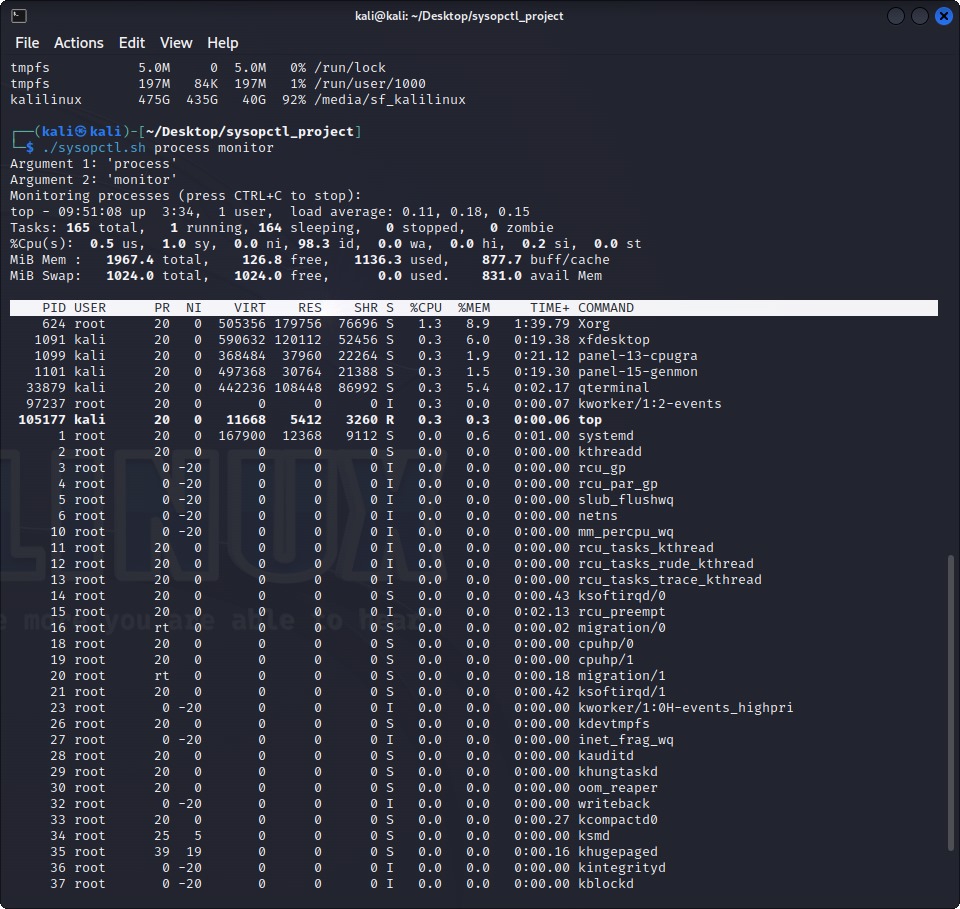 kali@kali: ~/Desktop/sysopctl_project
File Actions Edit View Help
tmpfs 5.0M 0 5.0M 0% /run/lock
tmpfs 197M 84K 197M 1% /run/user/1000
kalilinux 475G 435G 40G 92% /media/sf_kalilinux
┌──(kali㉿kali)-[~/Desktop/sysopctl_project]
└─$ ./sysopctl.sh process monitor
Argument 1: 'process'
Argument 2: 'monitor'
Monitoring processes (press CTRL+C to stop):
top - 09:51:08 up 3:34, 1 user, load average: 0.11, 0.18, 0.15
Tasks: 165 total, 1 running, 164 sleeping, 0 stopped, 0 zombie
%Cpu(s): 0.5 us, 1.0 sy, 0.0 ni, 98.3 id, 0.0 wa, 0.0 hi, 0.2 si, 0.0 st
MiB Mem : 1967.4 total, 126.8 free, 1136.3 used, 877.7 buff/cache
MiB Swap: 1024.0 total, 1024.0 free, 0.0 used. 831.0 avail Mem
PID USER PR NI VIRT RES SHR S %CPU %MEM TIME+ COMMAND
624 root 20 0 505356 179756 76696 S 1.3 8.9 1:39.79 Xorg
1091 kali 20 0 590632 120112 52456 S 0.3 6.0 0:19.38 xfdesktop
1099 kali 20 0 368484 37960 22264 S 0.3 1.9 0:21.12 panel-13-cpugra
1101 kali 20 0 497368 30764 21388 S 0.3 1.5 0:19.30 panel-15-genmon
33879 kali 20 0 442236 108448 86992 S 0.3 5.4 0:02.17 qterminal
97237 root 20 0 0 0 0 I 0.3 0.0 0:00.07 kworker/1:2-events
105177 kali 20 0 11668 5412 3260 R 0.3 0.3 0:00.06 top
1 root 20 0 167900 12368 9112 S 0.0 0.6 0:01.00 systemd
2 root 20 0 0 0 0 S 0.0 0.0 0:00.00 kthreadd
3 root 0 -20 0 0 0 I 0.0 0.0 0:00.00 rcu_gp
4 root 0 -20 0 0 0 I 0.0 0.0 0:00.00 rcu_par_gp
5 root 0 -20 0 0 0 I 0.0 0.0 0:00.00 slub_flushwq
6 root 0 -20 0 0 0 I 0.0 0.0 0:00.00 netns
10 root 0 -20 0 0 0 I 0.0 0.0 0:00.00 mm_percpu_wq
11 root 20 0 0 0 0 I 0.0 0.0 0:00.00 rcu_tasks_kthread
12 root 20 0 0 0 0 I 0.0 0.0 0:00.00 rcu_tasks_rude_kthread
13 root 20 0 0 0 0 I 0.0 0.0 0:00.00 rcu_tasks_trace_kthread
14 root 20 0 0 0 0 S 0.0 0.0 0:00.43 ksoftirqd/0
15 root 20 0 0 0 0 I 0.0 0.0 0:02.13 rcu_preempt
16 root rt 0 0 0 0 S 0.0 0.0 0:00.02 migration/0
18 root 20 0 0 0 0 S 0.0 0.0 0:00.00 cpuhp/0
19 root 20 0 0 0 0 S 0.0 0.0 0:00.00 cpuhp/1
20 root rt 0 0 0 0 S 0.0 0.0 0:00.18 migration/1
21 root 20 0 0 0 0 S 0.0 0.0 0:00.42 ksoftirqd/1
23 root 0 -20 0 0 0 I 0.0 0.0 0:00.00 kworker/1:0H-events_highpri
26 root 20 0 0 0 0 S 0.0 0.0 0:00.00 kdevtmpfs
27 root 0 -20 0 0 0 I 0.0 0.0 0:00.00 inet_frag_wq
28 root 20 0 0 0 0 S 0.0 0.0 0:00.00 kauditd
29 root 20 0 0 0 0 S 0.0 0.0 0:00.00 khungtaskd
30 root 20 0 0 0 0 S 0.0 0.0 0:00.00 oom_reaper
32 root 0 -20 0 0 0 I 0.0 0.0 0:00.00 writeback
33 root 20 0 0 0 0 S 0.0 0.0 0:00.27 kcompactd0
34 root 25 5 0 0 0 S 0.0 0.0 0:00.00 ksmd
35 root 39 19 0 0 0 S 0.0 0.0 0:00.16 khugepaged
36 root 0 -20 0 0 0 I 0.0 0.0 0:00.00 kintegrityd
37 root 0 -20 0 0 0 I 0.0 0.0 0:00.00 kblockd
LINUX
e more you are able to hear